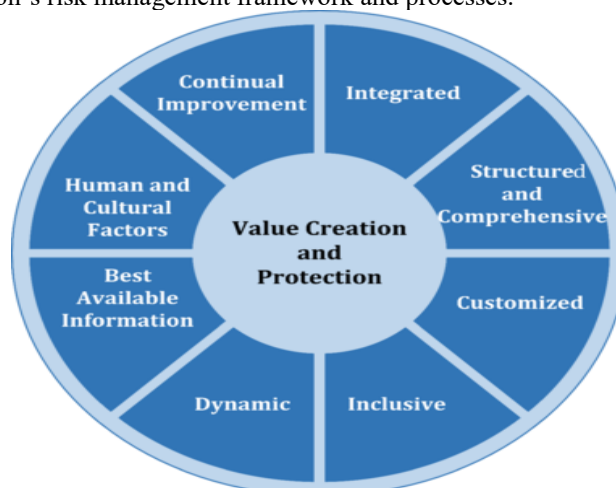 's risk management framework and processes.
Continual
Improvement
Integrated
Structured
and
Comprehensive
Customized
Inclusive
Dynamic
Best
Available
Information
Human and
Cultural
Factors
Value Creation
and
Protection